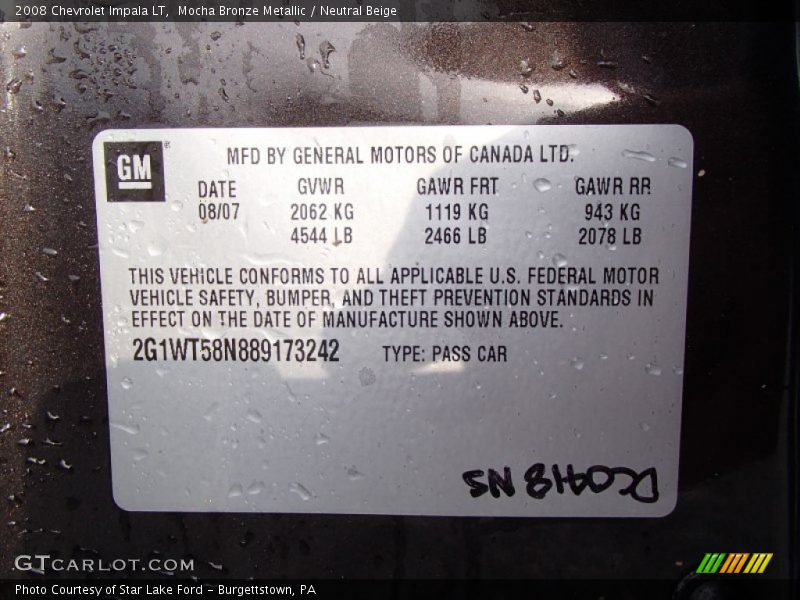 2008 Chevrolet Impala LT, Mocha Bronze Metallic / Neutral Beige
GM ®
MFD BY GENERAL MOTORS OF CANADA LTD.
DATE GVWR GAWR FRT GAWR RR
08/07 2062 KG 1119 KG 943 KG
4544 LB 2466 LB 2078 LB
THIS VEHICLE CONFORMS TO ALL APPLICABLE U.S. FEDERAL MOTOR
VEHICLE SAFETY, BUMPER, AND THEFT PREVENTION STANDARDS IN
EFFECT ON THE DATE OF MANUFACTURE SHOWN ABOVE.
2G1WT58N889173242 TYPE: PASS CAR
GTCARLOT.COM
Photo Courtesy of Star Lake Ford - Burgettstown, PA